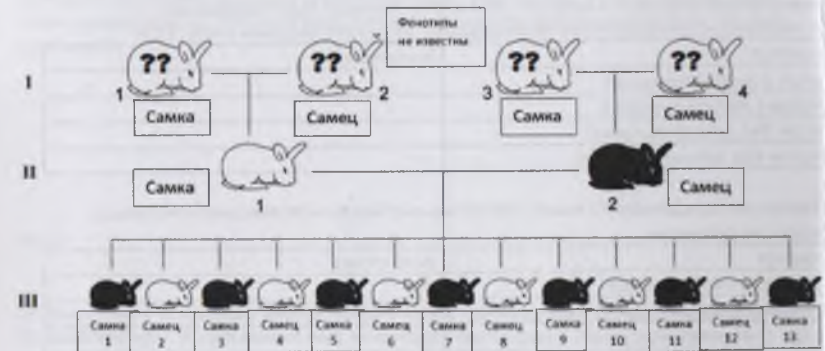 Фенотипы
не известны
I
??
??
??
??
1
2
3
4
Самка
Самец
Самка
Самец
II
Самка
Самец
1
2
III
Самка
Самец
Самка
Самец
Самка
Самец
Самка
Самец
Самка
Самец
Самка
Самец
Самка
1
2
3
4
5
6
7
8
9
10
11
12
13